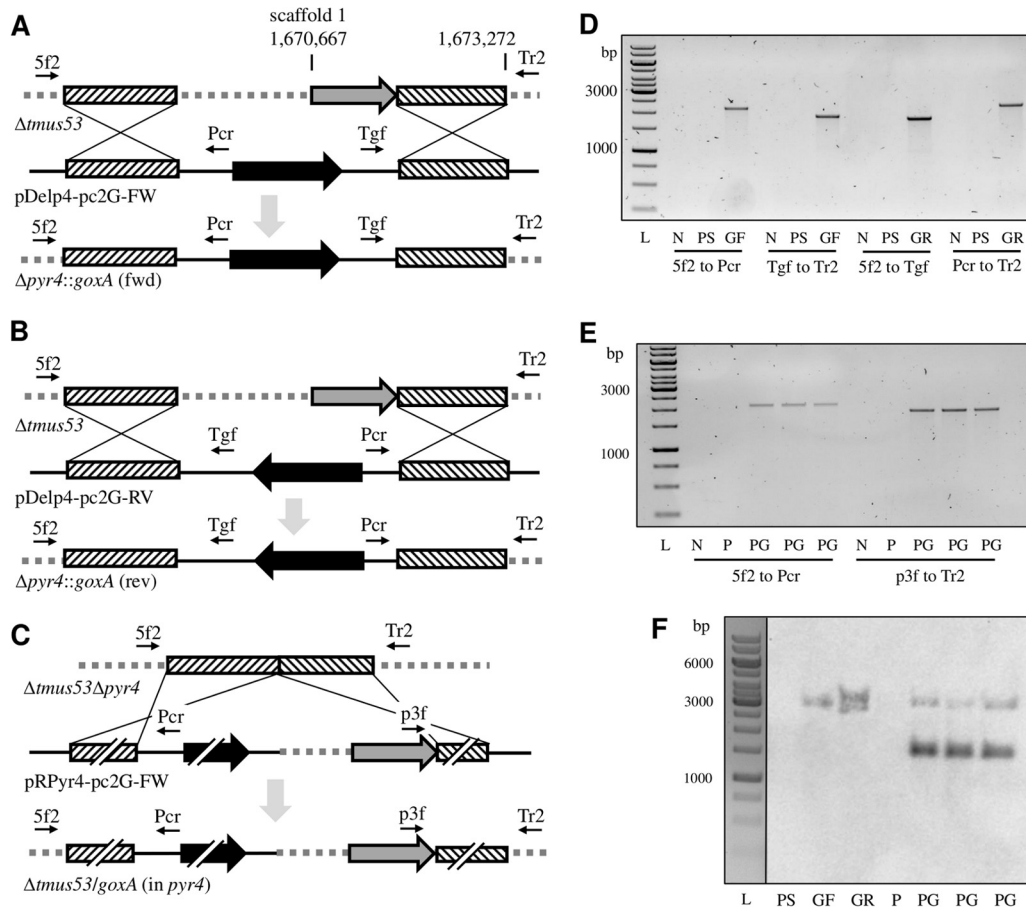 A
scaffold 1
1,670,667 1,673,272
5f2 Tr2
Δtmus53
Pcr Tgf
pDelp4-pc2G-FW
5f2 Pcr Tgf Tr2
Δpyr4::goxA (fwd)
B
5f2 Tr2
Δtmus53
Tgf Pcr
pDelp4-pc2G-RV
5f2 Tgf Pcr Tr2
Δpyr4::goxA (rev)
C
5f2 Tr2
Δtmus53Δpyr4
Pcr p3f
pRPyr4-pc2G-FW
5f2 Pcr p3f Tr2
Δtmus53/goxA (in pyr4)
D
bp
3000
1000
L N PS GF N PS GF N PS GR N PS GR
5f2 to Pcr Tgf to Tr2 5f2 to Tgf Pcr to Tr2
E
bp
3000
1000
L N P PG PG PG N P PG PG PG
5f2 to Pcr p3f to Tr2
F
bp
6000
3000
1000
L PS GF GR P PG PG PG